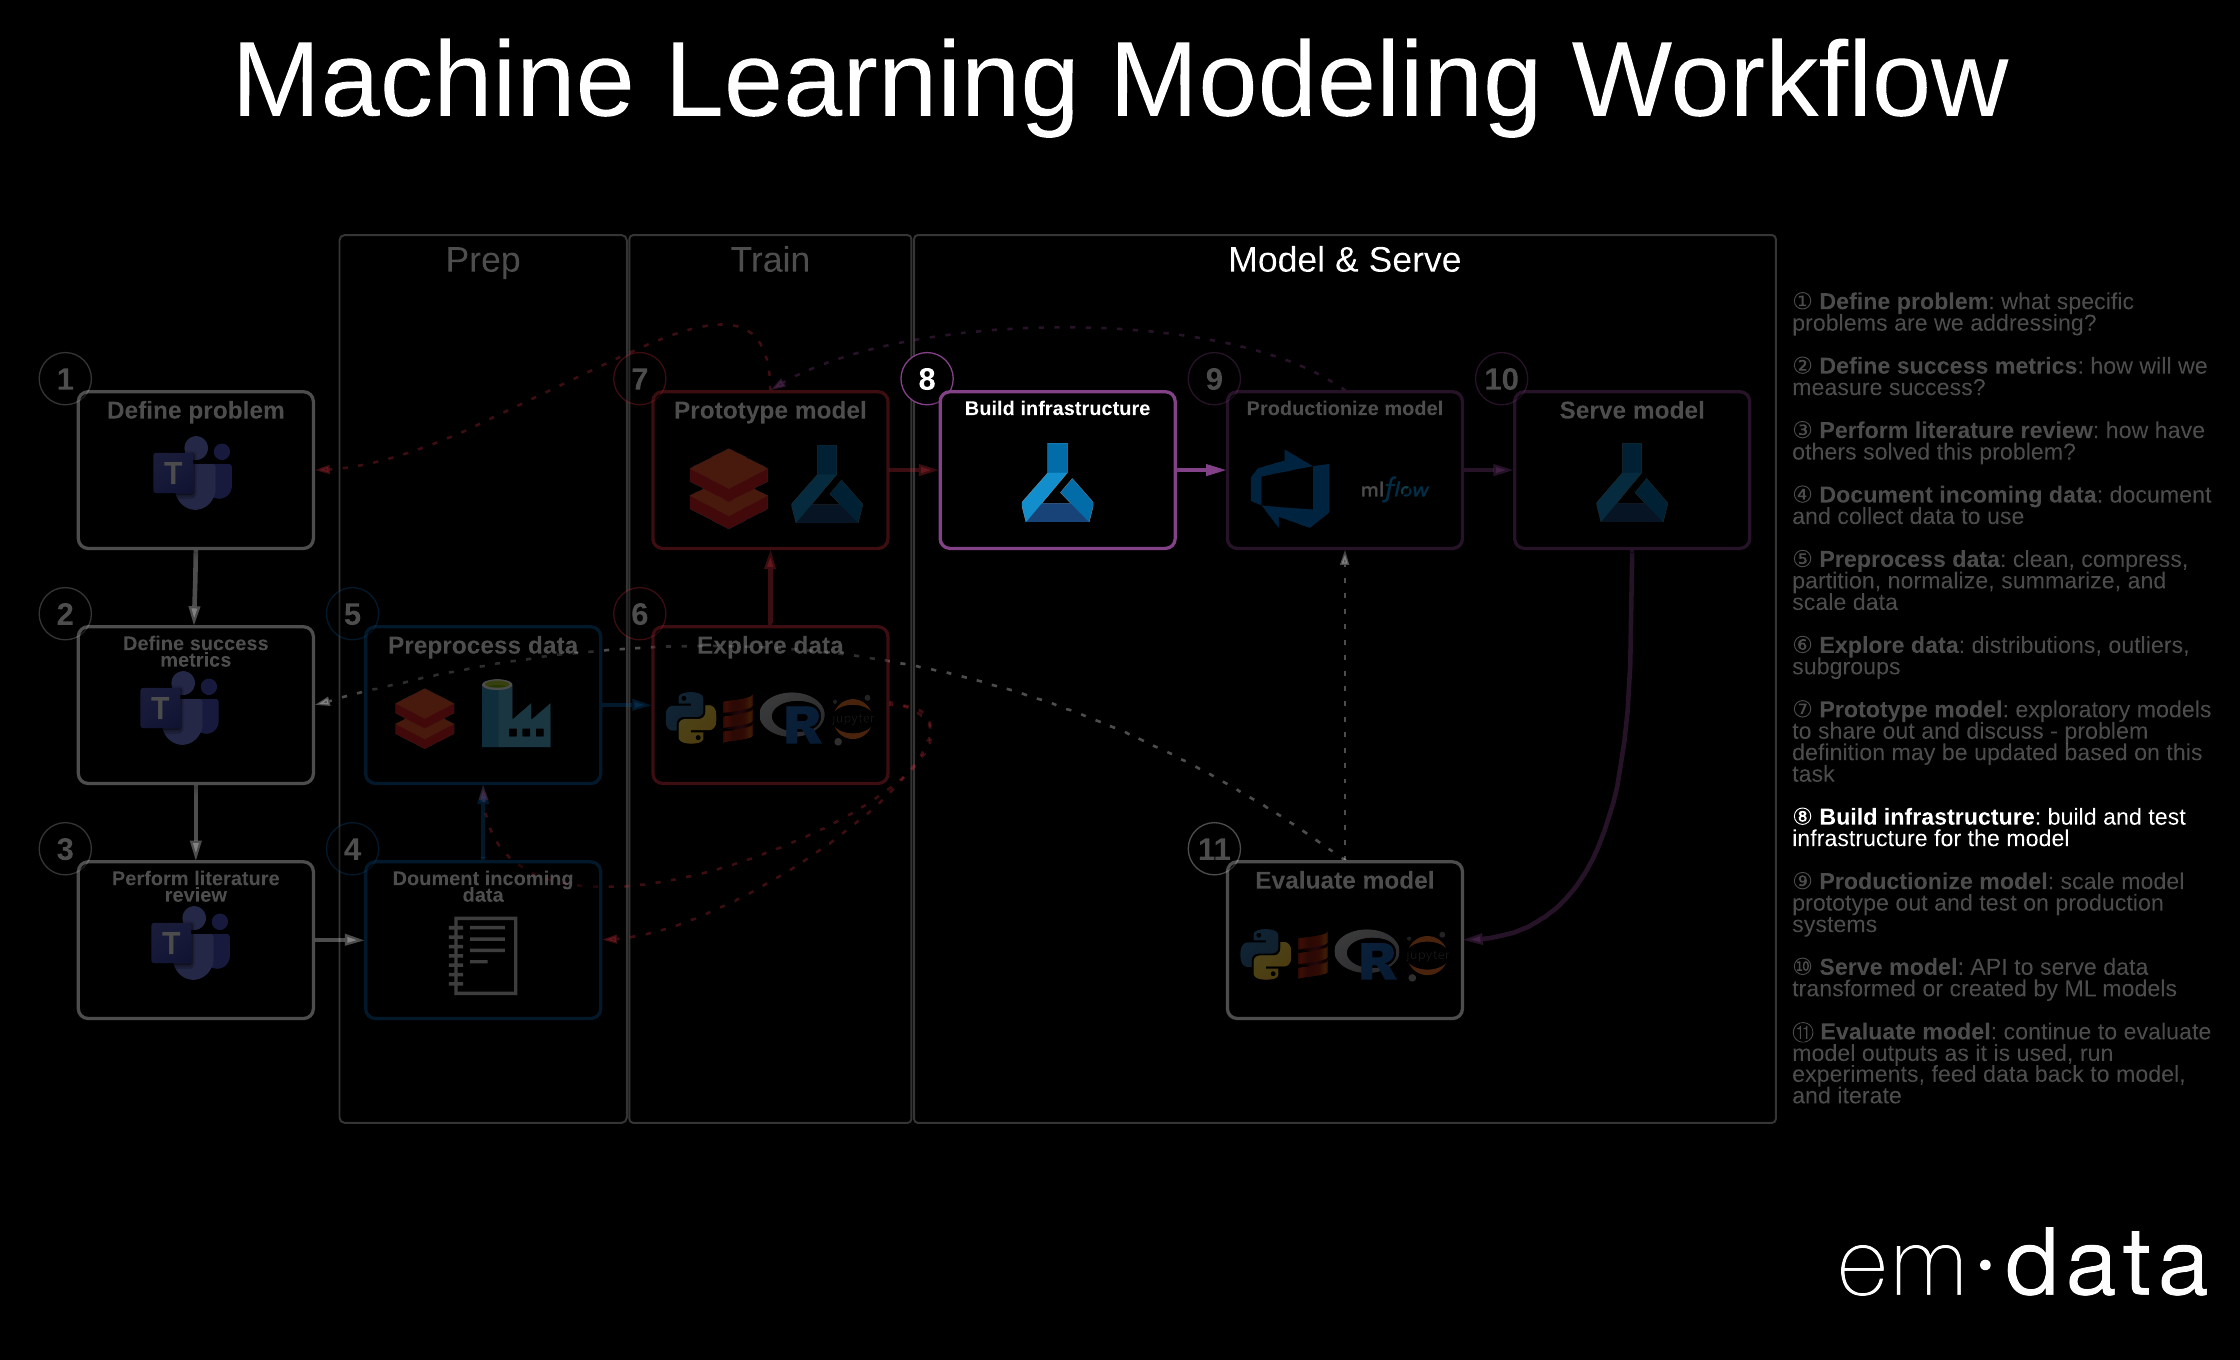 Machine Learning Modeling Workflow
Prep
Train
Model & Serve
1
Define problem
T
2
Define success
metrics
T
3
Perform literature
review
T
4
Doument incoming
data
5
Preprocess data
6
Explore data
R
jupyter
7
Prototype model
8
Build infrastructure
9
Productionize model
mlflow
10
Serve model
11
Evaluate model
R
jupyter
① Define problem: what specific
problems are we addressing?
② Define success metrics: how will we
measure success?
③ Perform literature review: how have
others solved this problem?
④ Document incoming data: document
and collect data to use
⑤ Preprocess data: clean, compress,
partition, normalize, summarize, and
scale data
⑥ Explore data: distributions, outliers,
subgroups
⑦ Prototype model: exploratory models
to share out and discuss - problem
definition may be updated based on this
task
⑧ Build infrastructure: build and test
infrastructure for the model
⑨ Productionize model: scale model
prototype out and test on production
systems
⑩ Serve model: API to serve data
transformed or created by ML models
⑪ Evaluate model: continue to evaluate
model outputs as it is used, run
experiments, feed data back to model,
and iterate
em·data